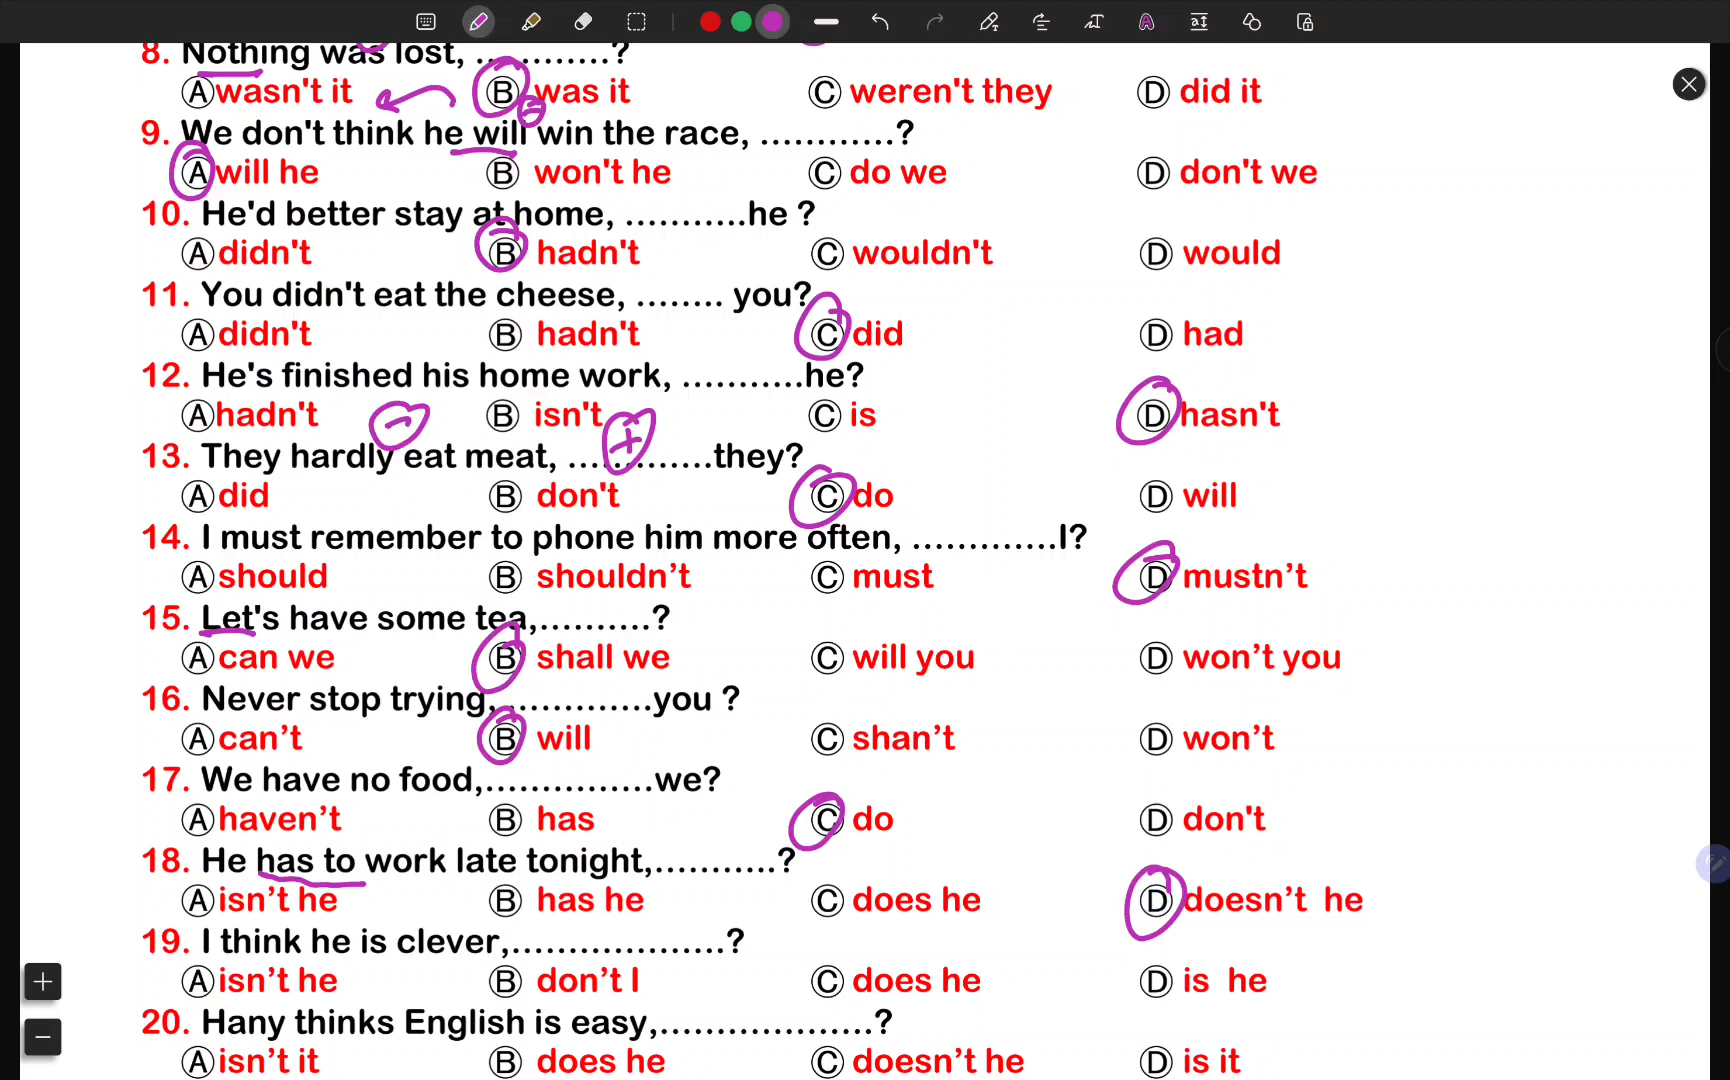 8. Nothing was lost, ............?
A wasn't it B was it C weren't they D did it
9. We don't think he will win the race, ............?
A will he B won't he C do we D don't we
10. He'd better stay at home, ...........he ?
A didn't B hadn't C wouldn't D would
11. You didn't eat the cheese, ........ you?
A didn't B hadn't C did D had
12. He's finished his home work, ...........he?
A hadn't B isn't C is D hasn't
13. They hardly eat meat, .............they?
A did B don't C do D will
14. I must remember to phone him more often, .............I?
A should B shouldn’t C must D mustn’t
15. Let's have some tea,..........?
A can we B shall we C will you D won’t you
16. Never stop trying,..............you ?
A can’t B will C shan’t D won’t
17. We have no food,...............we?
A haven’t B has C do D don't
18. He has to work late tonight,...........?
A isn’t he B has he C does he D doesn’t he
19. I think he is clever,...................?
A isn’t he B don’t I C does he D is he
20. Hany thinks English is easy,...................?
A isn’t it B does he C doesn’t he D is it